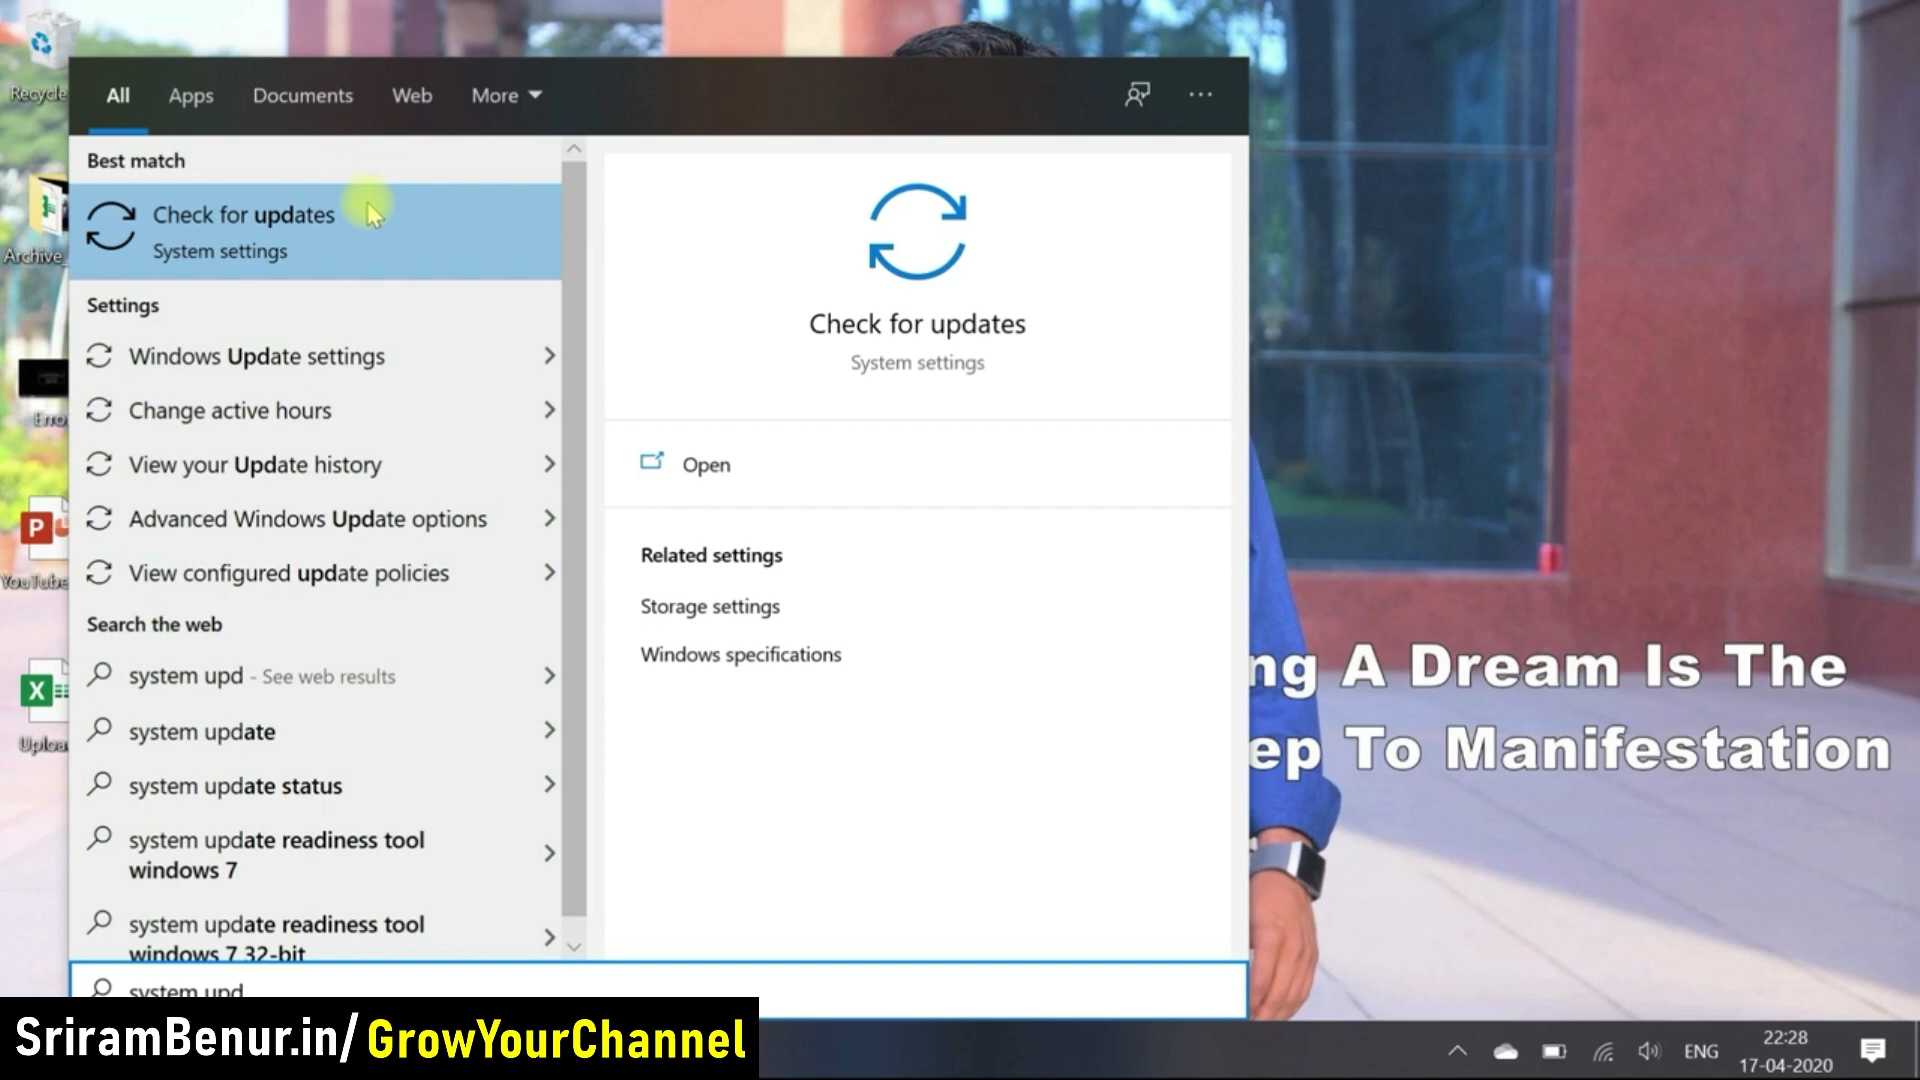 Recycle
All Apps Documents Web More
Best match
Check for updates
System settings
Settings
Windows Update settings
Change active hours
View your Update history
Advanced Windows Update options
View configured update policies
Search the web
system upd - See web results
system update
system update status
system update readiness tool
windows 7
system update readiness tool
windows 7 32-bit
system upd
Check for updates
System settings
Open
Related settings
Storage settings
Windows specifications
Archive_
Erro
P
YouTube
X
Uploa
ng A Dream Is The
ep To Manifestation
SriramBenur.in/GrowYourChannel
ENG
22:28
17-04-2020